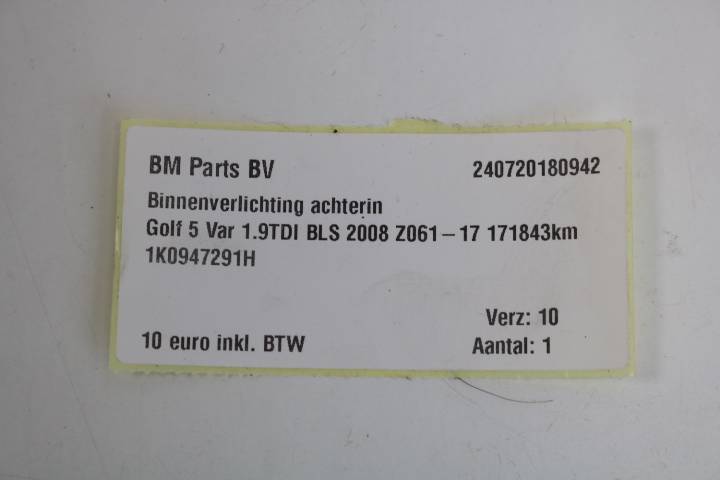 BM Parts BV 240720180942
Binnenverlichting achterin
Golf 5 Var 1.9TDI BLS 2008 Z061-17 171843km
1K0947291H
Verz: 10
10 euro inkl. BTW Aantal: 1